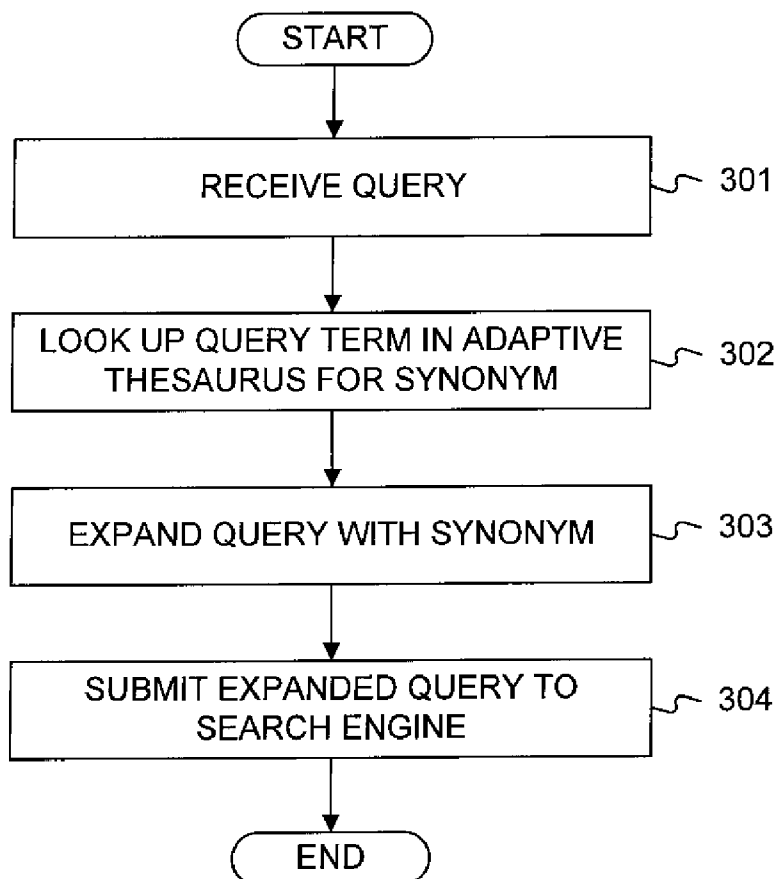 START
RECEIVE QUERY
301
LOOK UP QUERY TERM IN ADAPTIVE
THESAURUS FOR SYNONYM
302
EXPAND QUERY WITH SYNONYM
303
SUBMIT EXPANDED QUERY TO
SEARCH ENGINE
304
END